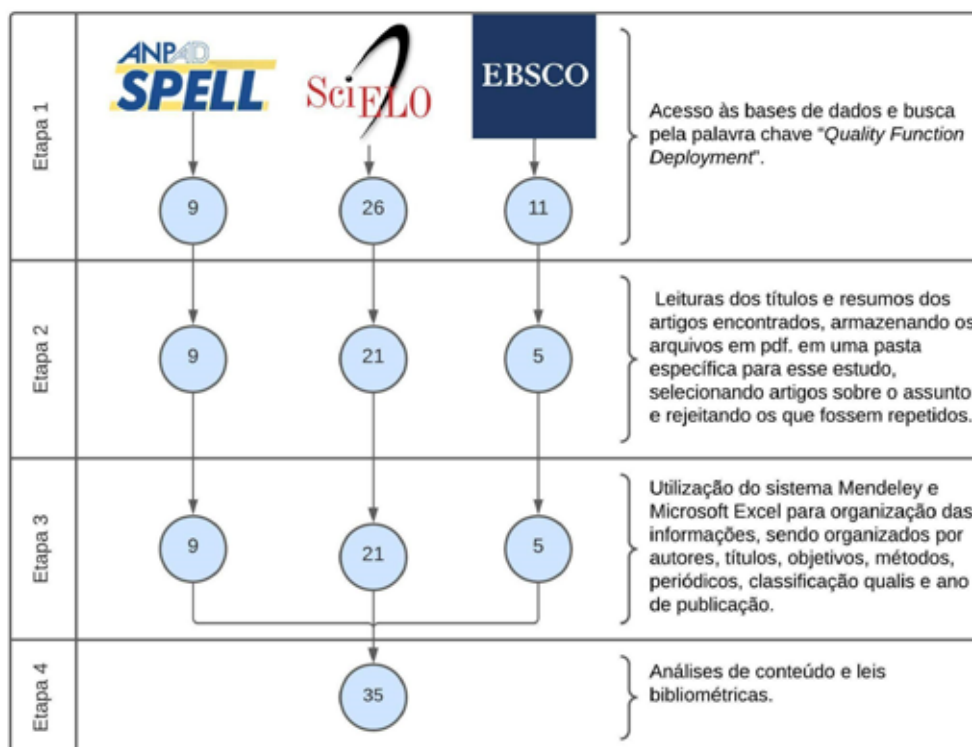 ANPAD
SPELL
SciELO
EBSCO
Etapa 1
9
26
11
Acesso às bases de dados e busca
pela palavra chave “Quality Function
Deployment”.
Etapa 2
9
21
5
Leituras dos títulos e resumos dos
artigos encontrados, armazenando os
arquivos em pdf. em uma pasta
específica para esse estudo,
selecionando artigos sobre o assunto
e rejeitando os que fossem repetidos.
Etapa 3
9
21
5
Utilização do sistema Mendeley e
Microsoft Excel para organização das
informações, sendo organizados por
autores, títulos, objetivos, métodos,
periódicos, classificação qualis e ano
de publicação.
Etapa 4
35
Análises de conteúdo e leis
bibliométricas.